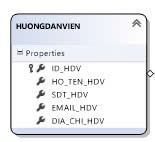 HUONGDANVIEN
Properties
ID_HDV
HO_TEN_HDV
SDT_HDV
EMAIL_HDV
DIA_CHI_HDV